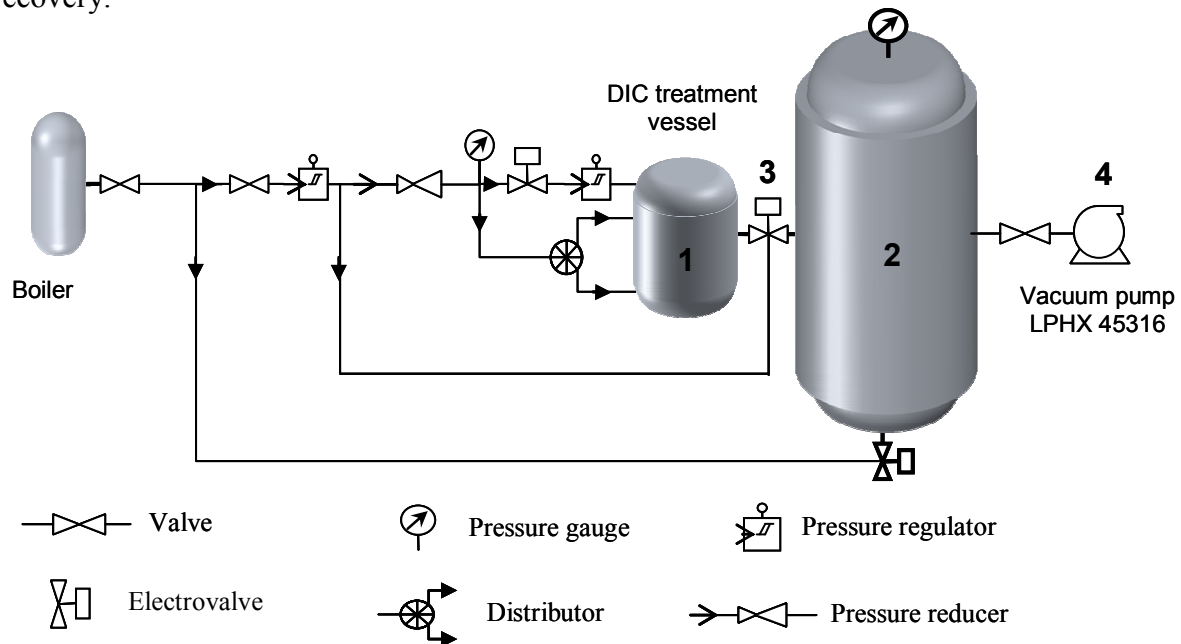 ecovery.
DIC treatment
vessel
3
4
1
2
Boiler
Vacuum pump
LPHX 45316
Valve
Pressure gauge
Pressure regulator
Electrovalve
Distributor
Pressure reducer